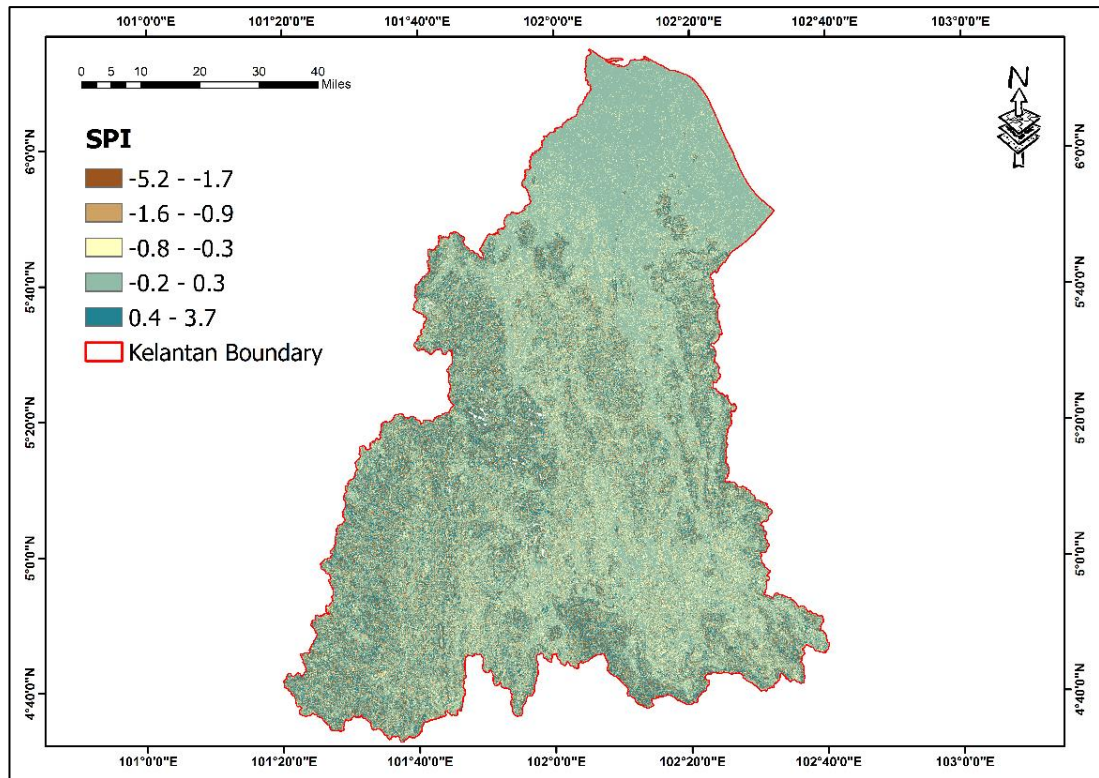 101°0'0"E 101°20'0"E 101°40'0"E 102°0'0"E 102°20'0"E 102°40'0"E 103°0'0"E
0 5 10 20 30 40
Miles
N
SPI
-5.2 - -1.7
-1.6 - -0.9
-0.8 - -0.3
-0.2 - 0.3
0.4 - 3.7
Kelantan Boundary
6°0'0"N
5°40'0"N
5°20'0"N
5°0'0"N
4°40'0"N
6°0'0"N
5°40'0"N
5°20'0"N
5°0'0"N
4°40'0"N
101°0'0"E 101°20'0"E 101°40'0"E 102°0'0"E 102°20'0"E 102°40'0"E 103°0'0"E